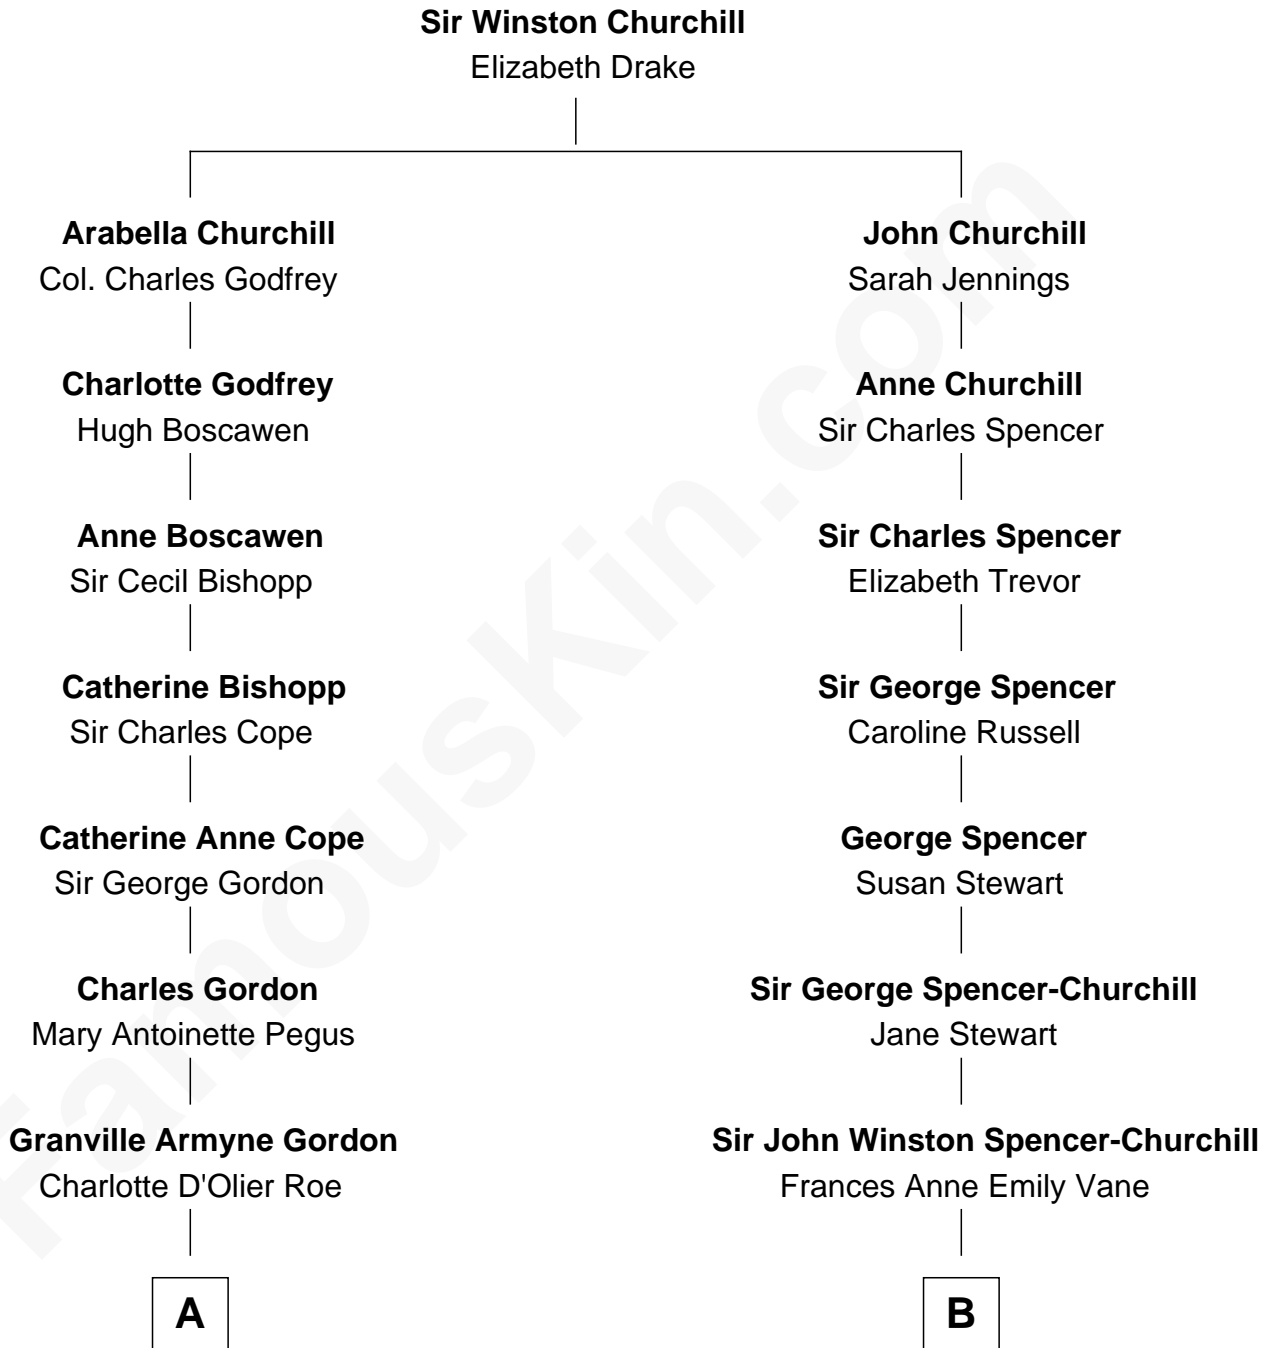 Sir Winston Churchill
Elizabeth Drake
Arabella Churchill
Col. Charles Godfrey
John Churchill
Sarah Jennings
Charlotte Godfrey
Hugh Boscawen
Anne Churchill
Sir Charles Spencer
Anne Boscawen
Sir Cecil Bishopp
Sir Charles Spencer
Elizabeth Trevor
Catherine Bishopp
Sir Charles Cope
Sir George Spencer
Caroline Russell
Catherine Anne Cope
Sir George Gordon
George Spencer
Susan Stewart
Charles Gordon
Mary Antoinette Pegus
Sir George Spencer-Churchill
Jane Stewart
Granville Armyne Gordon
Charlotte D'Olier Roe
Sir John Winston Spencer-Churchill
Frances Anne Emily Vane
A
B
FamousKin.com